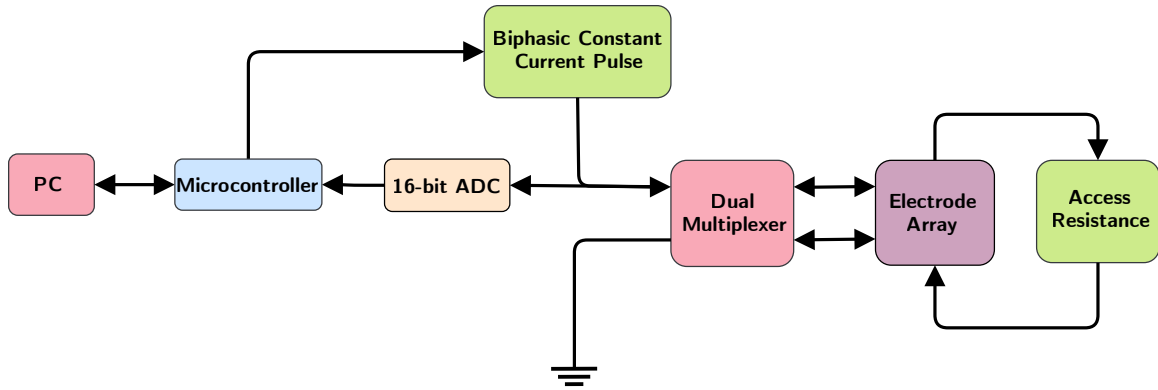 Biphasic Constant
Current Pulse
PC
Microcontroller
16-bit ADC
Dual
Multiplexer
Electrode
Array
Access
Resistance